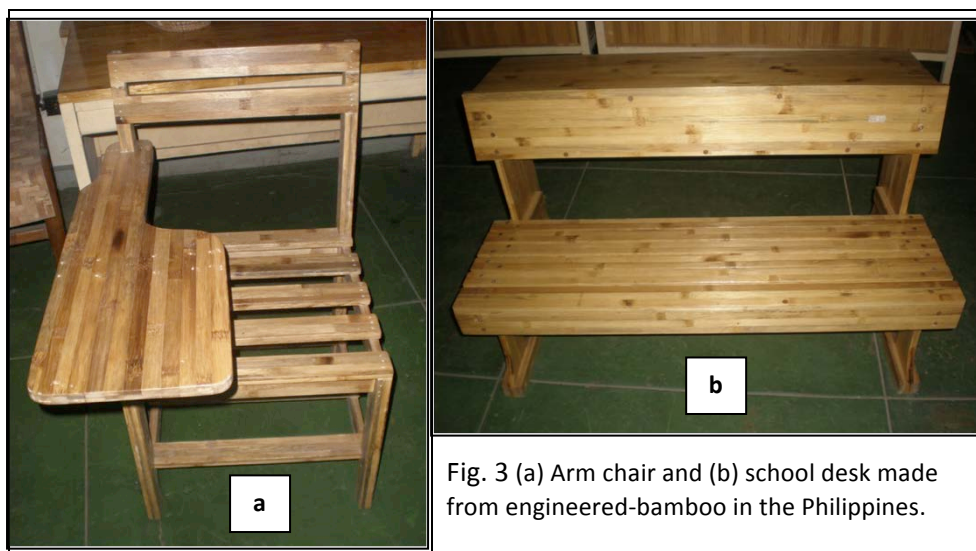 a
b
Fig. 3 (a) Arm chair and (b) school desk made
from engineered-bamboo in the Philippines.